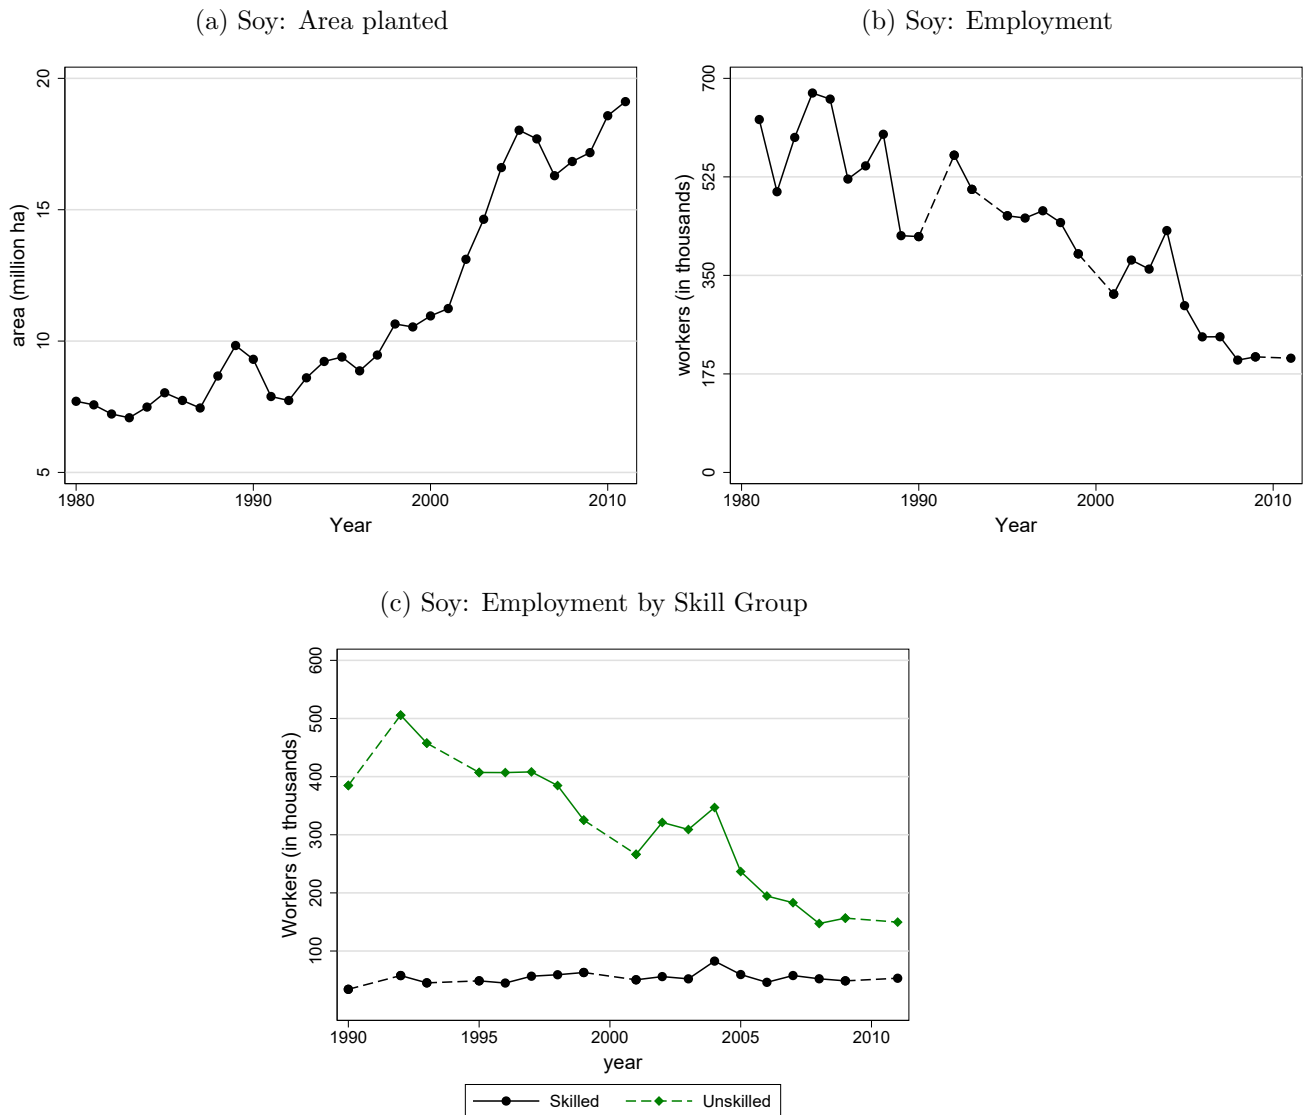 (a) Soy: Area planted
(b) Soy: Employment
area (million ha)
20
15
10
5
1980 1990 2000 2010
Year
workers (in thousands)
700
525
350
175
0
1980 1990 2000 2010
Year
(c) Soy: Employment by Skill Group
Workers (in thousands)
600
500
400
300
200
100
1990 1995 2000 2005 2010
year
Skilled Unskilled